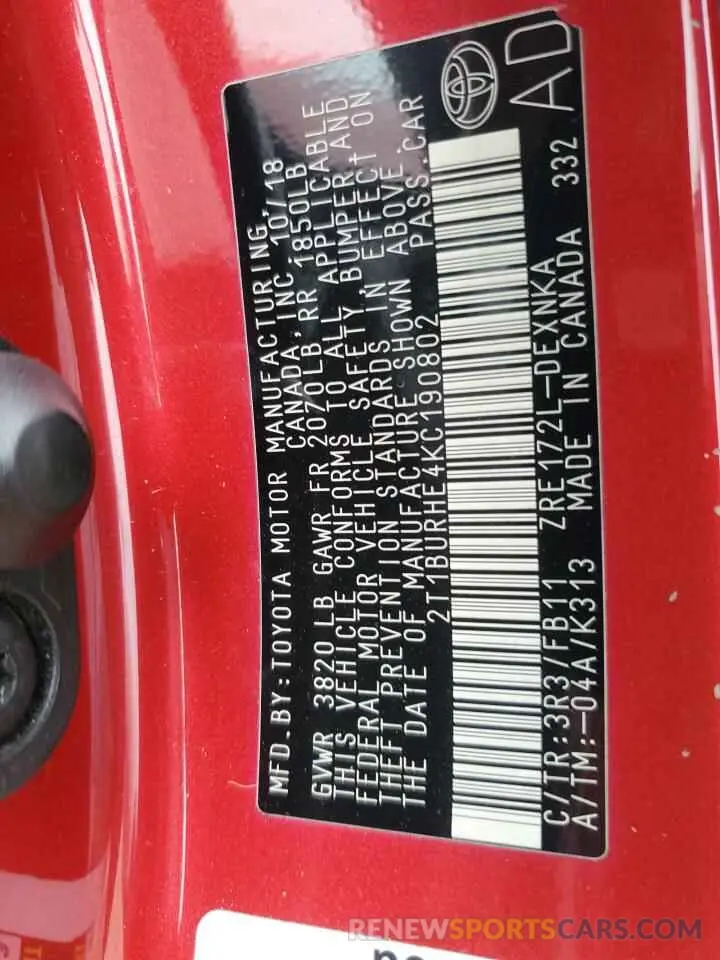 MFD.BY:TOYOTA MOTOR MANUFACTURING,
CANADA, INC. 10/18
GVWR 3820LB GAWR FR 2070LB RR 1850LB
THIS VEHICLE CONFORMS TO ALL APPLICABLE
FEDERAL MOTOR VEHICLE SAFETY, BUMPER AND
THEFT PREVENTION STANDARDS IN EFFECT ON
THE DATE OF MANUFACTURE SHOWN ABOVE.
2T1BURHE4KC190802 PASS.CAR
C/TR:3R3/FB11 ZRE172L-DEXNKA
A/TM:-04A/K313 MADE IN CANADA 332
AD
RENEWSPORTSCARS.COM